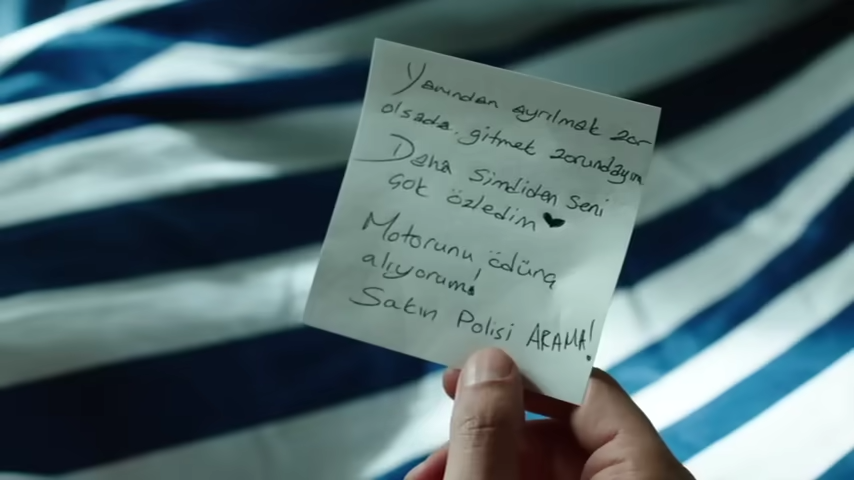 Yanından ayrılmak zor
olsada, gitmek zorundayım
Daha şimdiden seni
çok özledim ♥
Motorunu ödünç
alıyorum!
Sakın Polisi ARAMA!